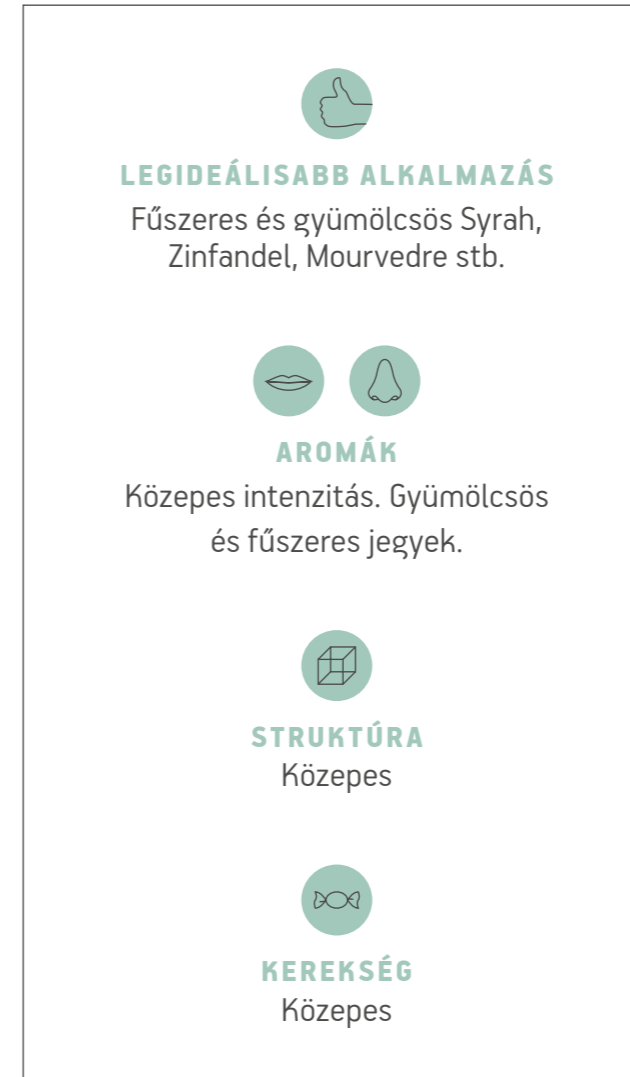 LEGIDEÁLISABB ALKALMAZÁS
Fűszeres és gyümölcsös Syrah,
Zinfandel, Mourvedre stb.
AROMÁK
Közepes intenzitás. Gyümölcsös
és fűszeres jegyek.
STRUKTÚRA
Közepes
KEREKSÉG
Közepes